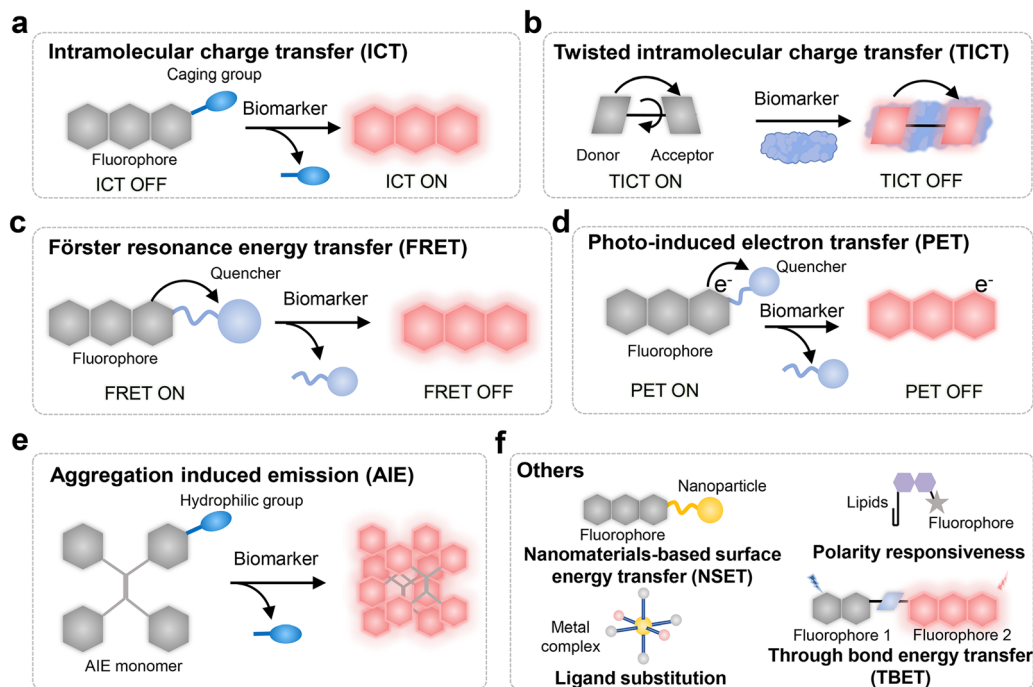 a
Intramolecular charge transfer (ICT)
Caging group
Biomarker
Fluorophore
ICT OFF
ICT ON
b
Twisted intramolecular charge transfer (TICT)
Biomarker
Donor
Acceptor
TICT ON
TICT OFF
c
Förster resonance energy transfer (FRET)
Quencher
Biomarker
Fluorophore
FRET ON
FRET OFF
d
Photo-induced electron transfer (PET)
e-
Quencher
e-
Biomarker
Fluorophore
PET ON
PET OFF
e
Aggregation induced emission (AIE)
Hydrophilic group
Biomarker
AIE monomer
f
Others
Nanoparticle
Fluorophore
Nanomaterials-based surface
energy transfer (NSET)
Lipids
Fluorophore
Polarity responsiveness
Metal
complex
Ligand substitution
Fluorophore 1
Fluorophore 2
Through bond energy transfer
(TBET)